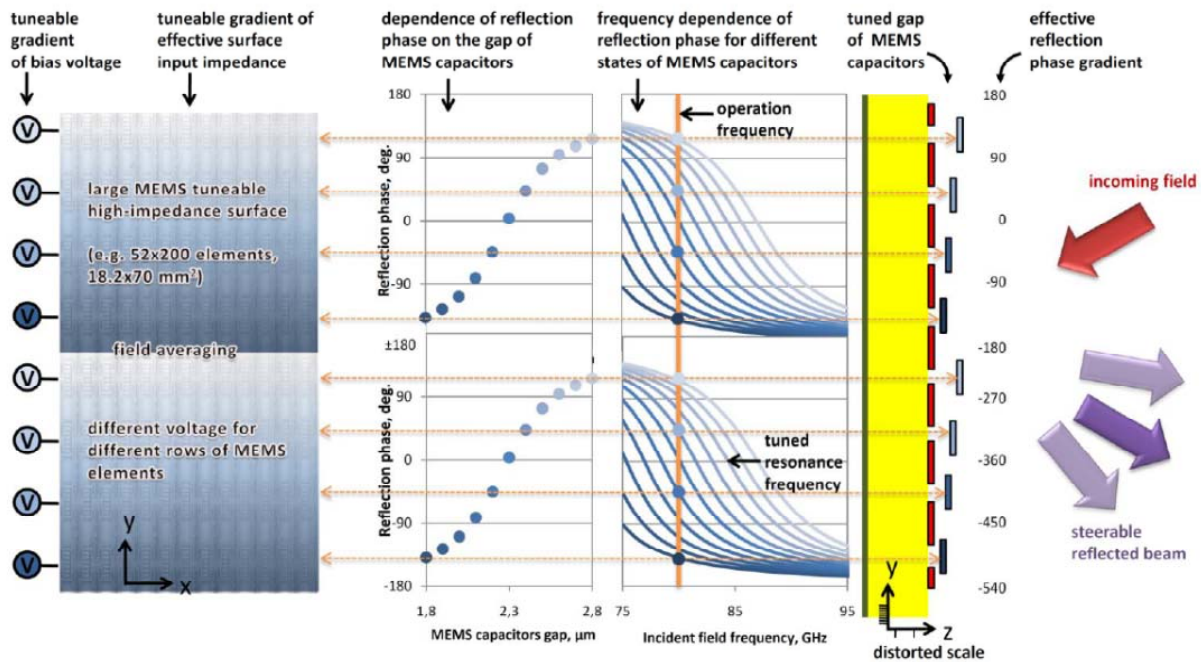 tuneable
gradient
of bias voltage
tuneable gradient of
effective surface
input impedance
dependence of reflection
phase on the gap of
MEMS capacitors
frequency dependence of
reflection phase for different
states of MEMS capacitors
tuned gap
of MEMS
capacitors
effective
reflection
phase gradient
V
V
V
V
V
V
V
V
large MEMS tuneable
high-impedance surface
(e.g. 52x200 elements,
18.2x70 mm²)
field averaging
different voltage for
different rows of MEMS
elements
y
x
Reflection phase, deg.
180
90
0
-90
±180
Reflection phase, deg.
90
0
-90
-180
1,8
2,3
2,8
MEMS capacitors gap, µm
operation
frequency
tuned
resonance
frequency
75
85
95
Incident field frequency, GHz
y
z
distorted scale
180
90
0
-90
-180
-270
-360
-450
-540
incoming field
steerable
reflected beam